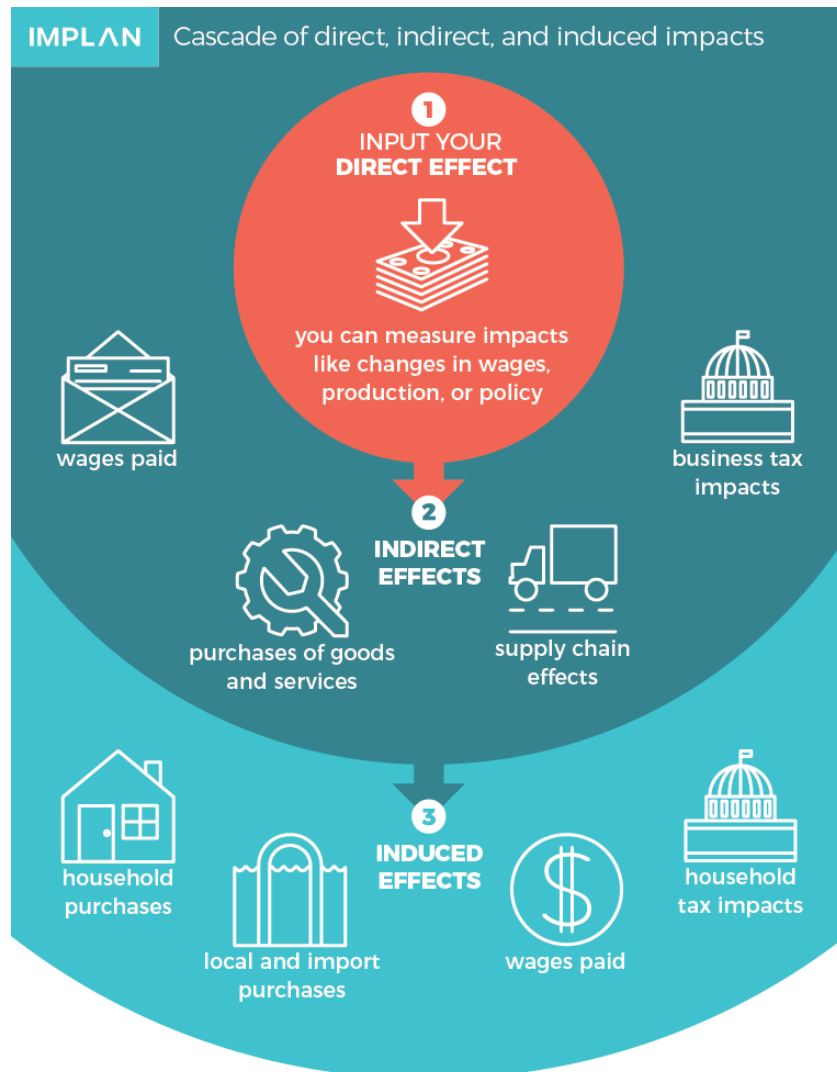 IMPLAN
Cascade of direct, indirect, and induced impacts
1
INPUT YOUR
DIRECT EFFECT
you can measure impacts
like changes in wages,
production, or policy
wages paid
business tax
impacts
2
INDIRECT
EFFECTS
purchases of goods
and services
supply chain
effects
3
INDUCED
EFFECTS
household
purchases
local and import
purchases
wages paid
household
tax impacts